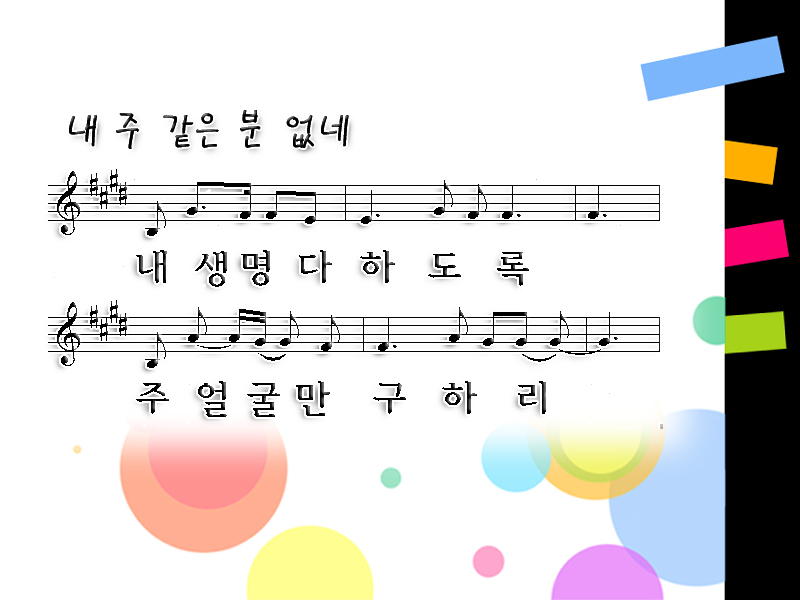 내 주 같은 분 없네
내 생명 다 하 도 록
주 얼굴만 구 하 리